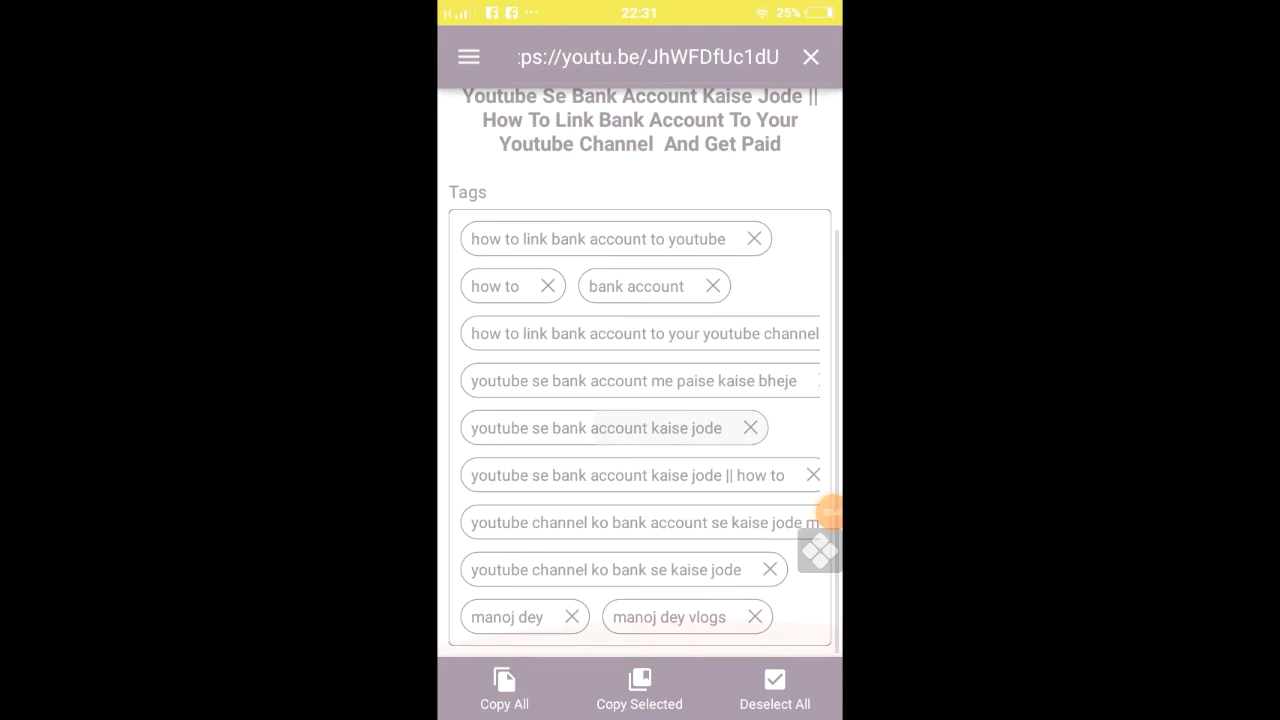 H 22:31 25%
:ps://youtu.be/JhWFDfUc1dU
Youtube Se Bank Account Kaise Jode ||
How To Link Bank Account To Your
Youtube Channel And Get Paid
Tags
how to link bank account to youtube
how to bank account
how to link bank account to your youtube channel
youtube se bank account me paise kaise bheje
youtube se bank account kaise jode
youtube se bank account kaise jode || how to
youtube channel ko bank account se kaise jode m
youtube channel ko bank se kaise jode
manoj dey manoj dey vlogs
Copy All Copy Selected Deselect All